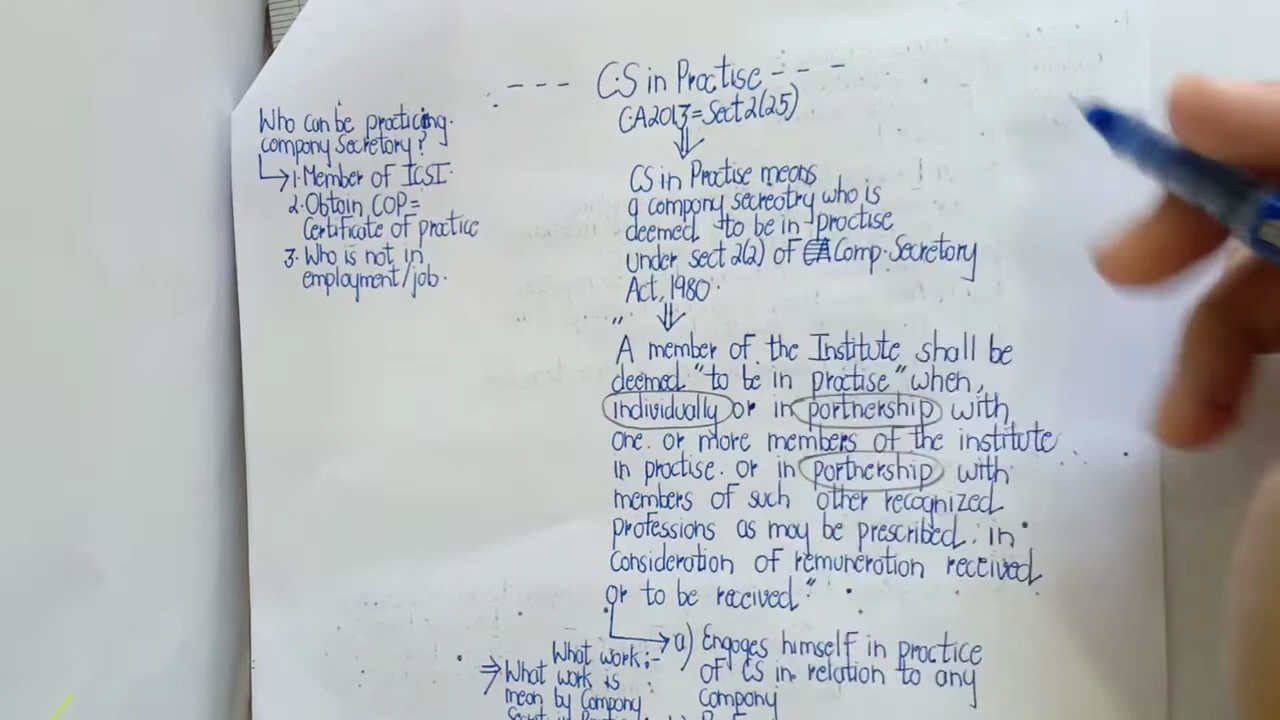 --- CS in Practise ---
CA2013=Sect2(25)
Who can be practicing.
company Secretory?
1. Member of ICSI.
2. Obtain COP=
Certificate of practice
3. Who is not in
employment/job.
CS in Practise means
a company secreotry who is
deemed to be in practise
under sect 2(2) of Comp. Secretory
Act, 1980.
"
A member of the Institute shall be
deemed "to be in practise" when,
individually or in partnership with
one or more members of the institute
in practise or in partnership with
members of such other recognized
professions as may be prescribed, in
Consideration of remuneration received
or to be received"
a) Engages himself in practice
of CS in relation to any
Company
What work:-
⇒ What work is
mean by Company